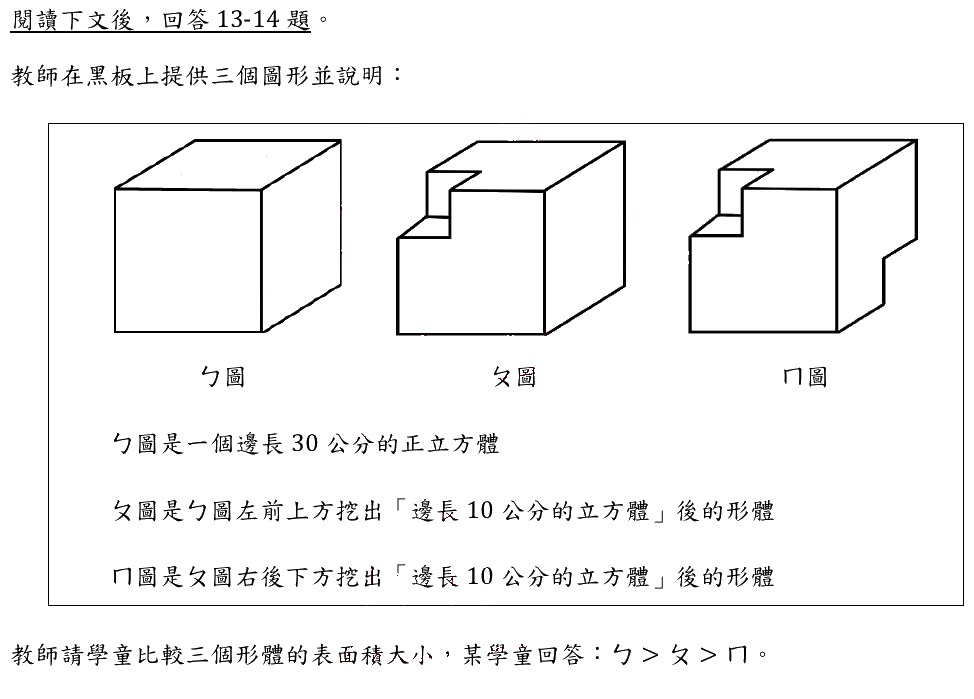 閱讀下文後，回答 13-14 題。
教師在黑板上提供三個圖形並說明：
ㄅ圖 ㄆ圖 ㄇ圖
ㄅ圖是一個邊長 30 公分的正立方體
ㄆ圖是ㄅ圖左前上方挖出「邊長 10 公分的立方體」後的形體
ㄇ圖是ㄆ圖右後下方挖出「邊長 10 公分的立方體」後的形體
教師請學童比較三個形體的表面積大小，某學童回答：ㄅ > ㄆ > ㄇ。